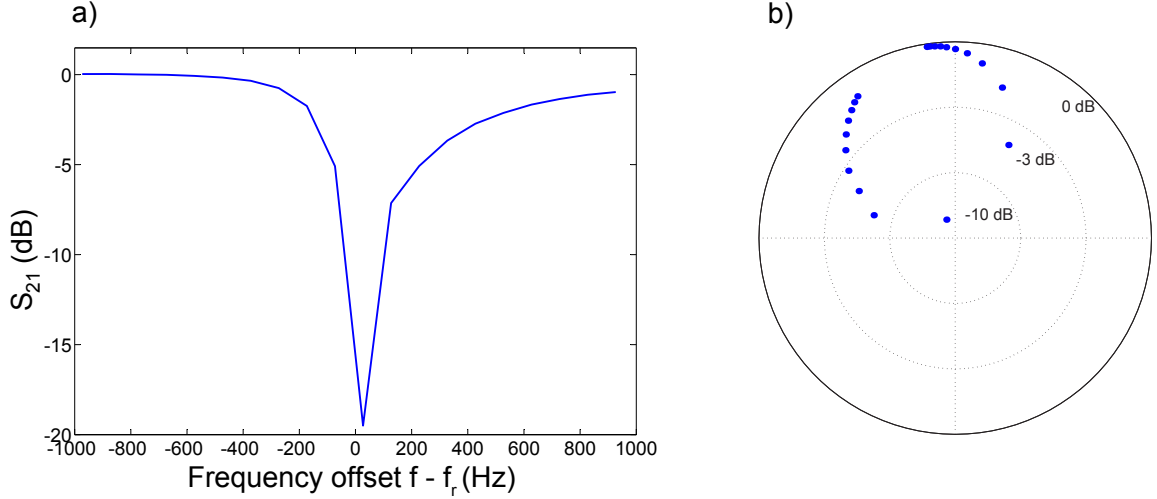 a)
0
-5
-10
-15
-20
S21 (dB)
-1000 -800 -600 -400 -200 0 200 400 600 800 1000
Frequency offset f - fr (Hz)
b)
0 dB
-3 dB
-10 dB